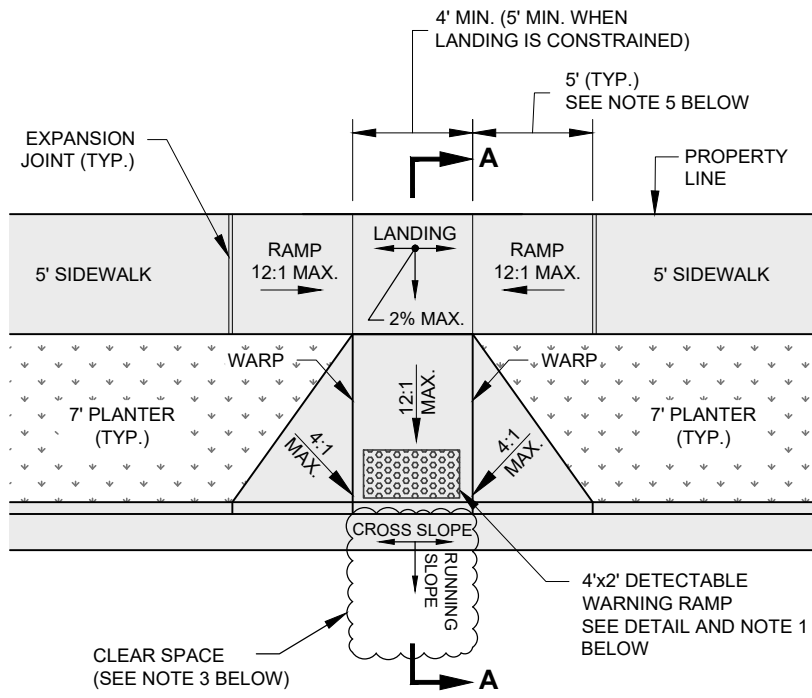 4' MIN. (5' MIN. WHEN
LANDING IS CONSTRAINED)
5' (TYP.)
SEE NOTE 5 BELOW
EXPANSION
JOINT (TYP.)
A
PROPERTY
LINE
5' SIDEWALK
RAMP
12:1 MAX.
LANDING
RAMP
12:1 MAX.
5' SIDEWALK
2% MAX.
WARP
WARP
7' PLANTER
(TYP.)
12:1
MAX.
7' PLANTER
(TYP.)
4:1
MAX.
4:1
MAX.
CROSS SLOPE
RUNNING
SLOPE
4'x2' DETECTABLE
WARNING RAMP
SEE DETAIL AND NOTE 1
BELOW
CLEAR SPACE
(SEE NOTE 3 BELOW)
A